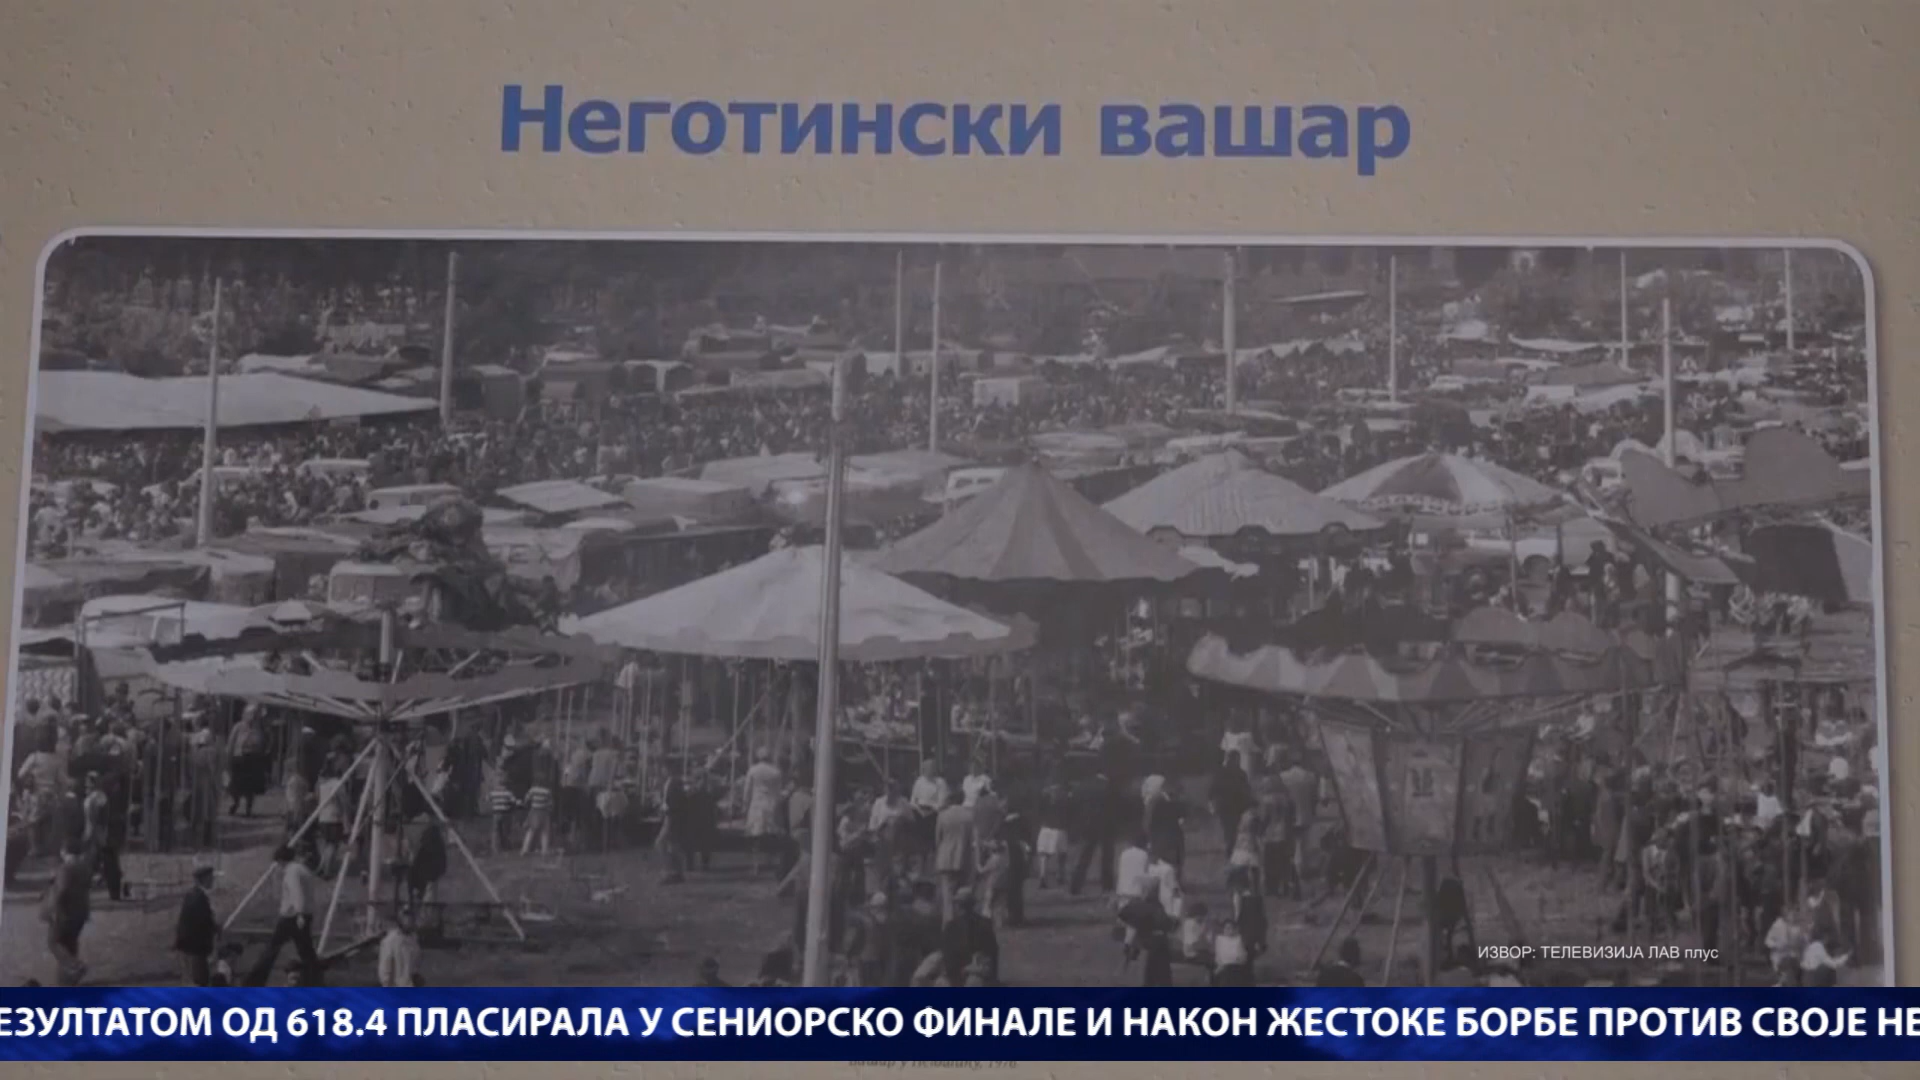 Неготински вашар
ИЗВОР: ТЕЛЕВИЗИЈА ЛАВ плус
ЕЗУЛТАТОМ ОД 618.4 ПЛАСИРАЛА У СЕНИОРСКО ФИНАЛЕ И НАКОН ЖЕСТОКЕ БОРБЕ ПРОТИВ СВОЈЕ НЕ